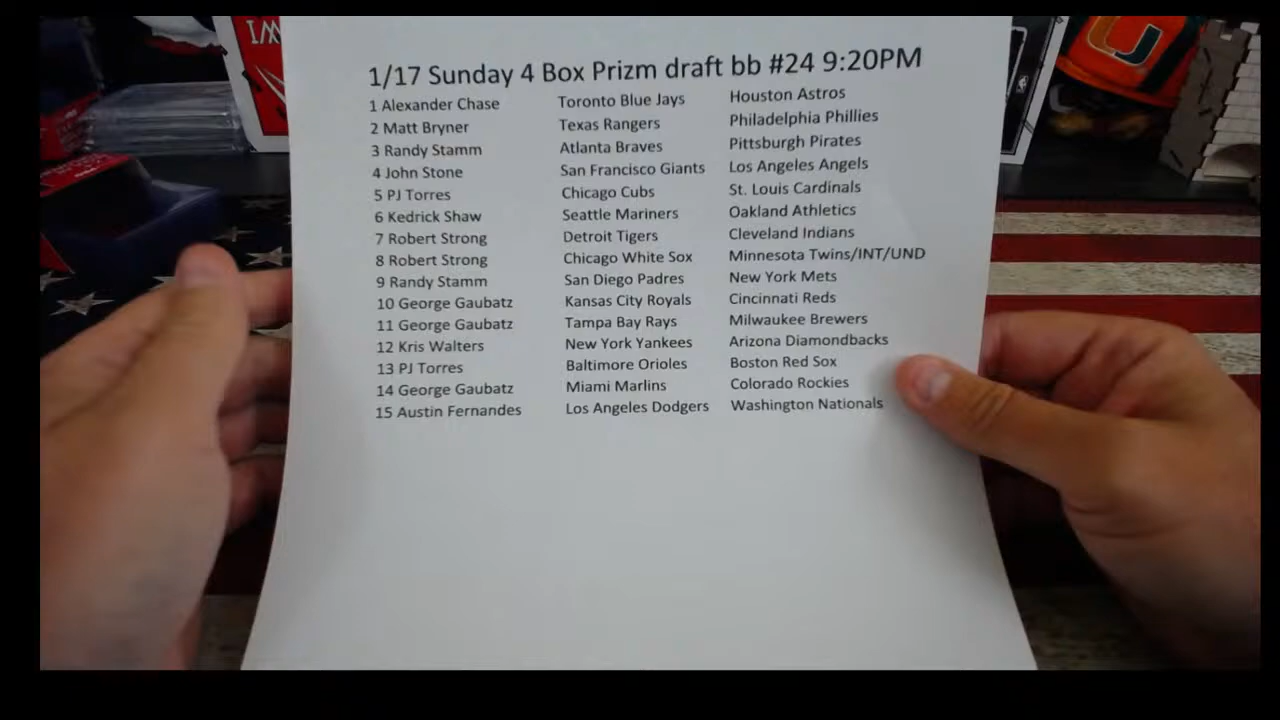 1/17 Sunday 4 Box Prizm draft bb #24 9:20PM
1 Alexander Chase Toronto Blue Jays Houston Astros
2 Matt Bryner Texas Rangers Philadelphia Phillies
3 Randy Stamm Atlanta Braves Pittsburgh Pirates
4 John Stone San Francisco Giants Los Angeles Angels
5 PJ Torres Chicago Cubs St. Louis Cardinals
6 Kedrick Shaw Seattle Mariners Oakland Athletics
7 Robert Strong Detroit Tigers Cleveland Indians
8 Robert Strong Chicago White Sox Minnesota Twins/INT/UND
9 Randy Stamm San Diego Padres New York Mets
10 George Gaubatz Kansas City Royals Cincinnati Reds
11 George Gaubatz Tampa Bay Rays Milwaukee Brewers
12 Kris Walters New York Yankees Arizona Diamondbacks
13 PJ Torres Baltimore Orioles Boston Red Sox
14 George Gaubatz Miami Marlins Colorado Rockies
15 Austin Fernandes Los Angeles Dodgers Washington Nationals